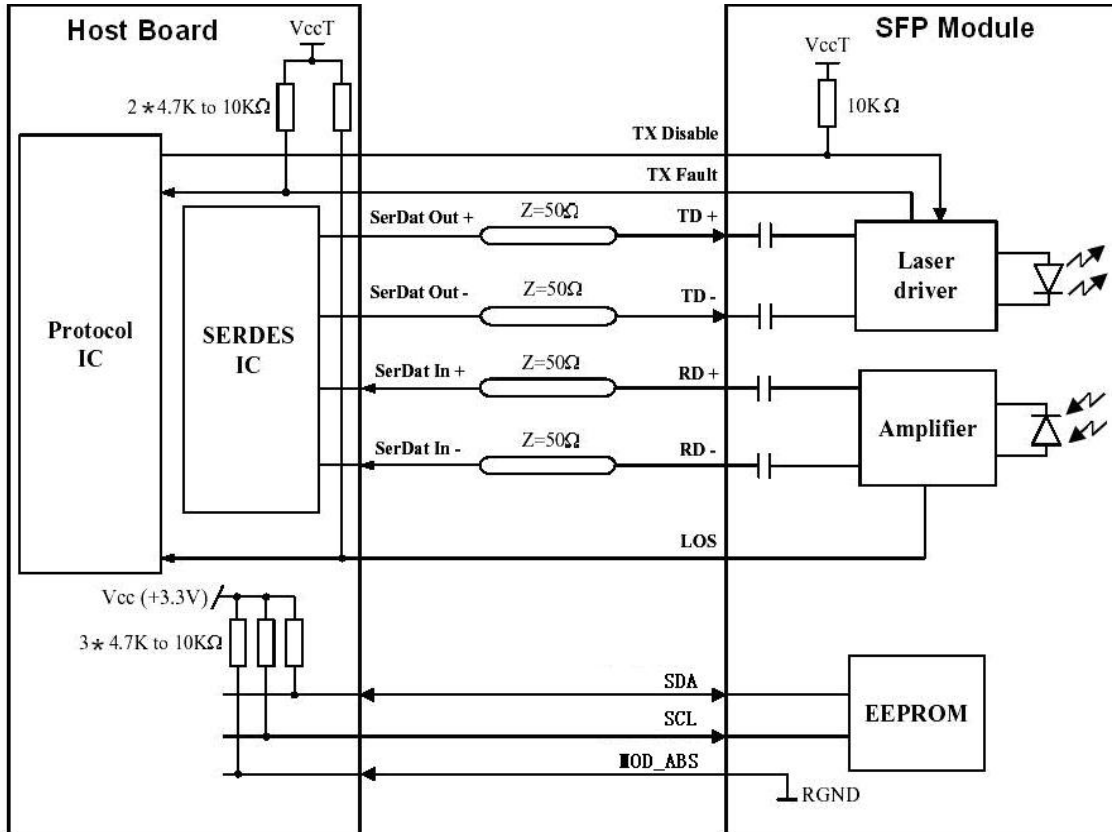 Host Board
SFP Module
VccT
VccT
2*4.7K to 10KΩ
10KΩ
TX Disable
TX Fault
SerDat Out +
Z=50Ω
TD +
Laser
driver
SerDat Out -
Z=50Ω
TD -
Protocol
IC
SERDES
IC
SerDat In +
Z=50Ω
RD +
Amplifier
SerDat In -
Z=50Ω
RD -
LOS
Vcc (+3.3V)
3*4.7K to 10KΩ
SDA
SCL
EEPROM
MOD_ABS
RGND